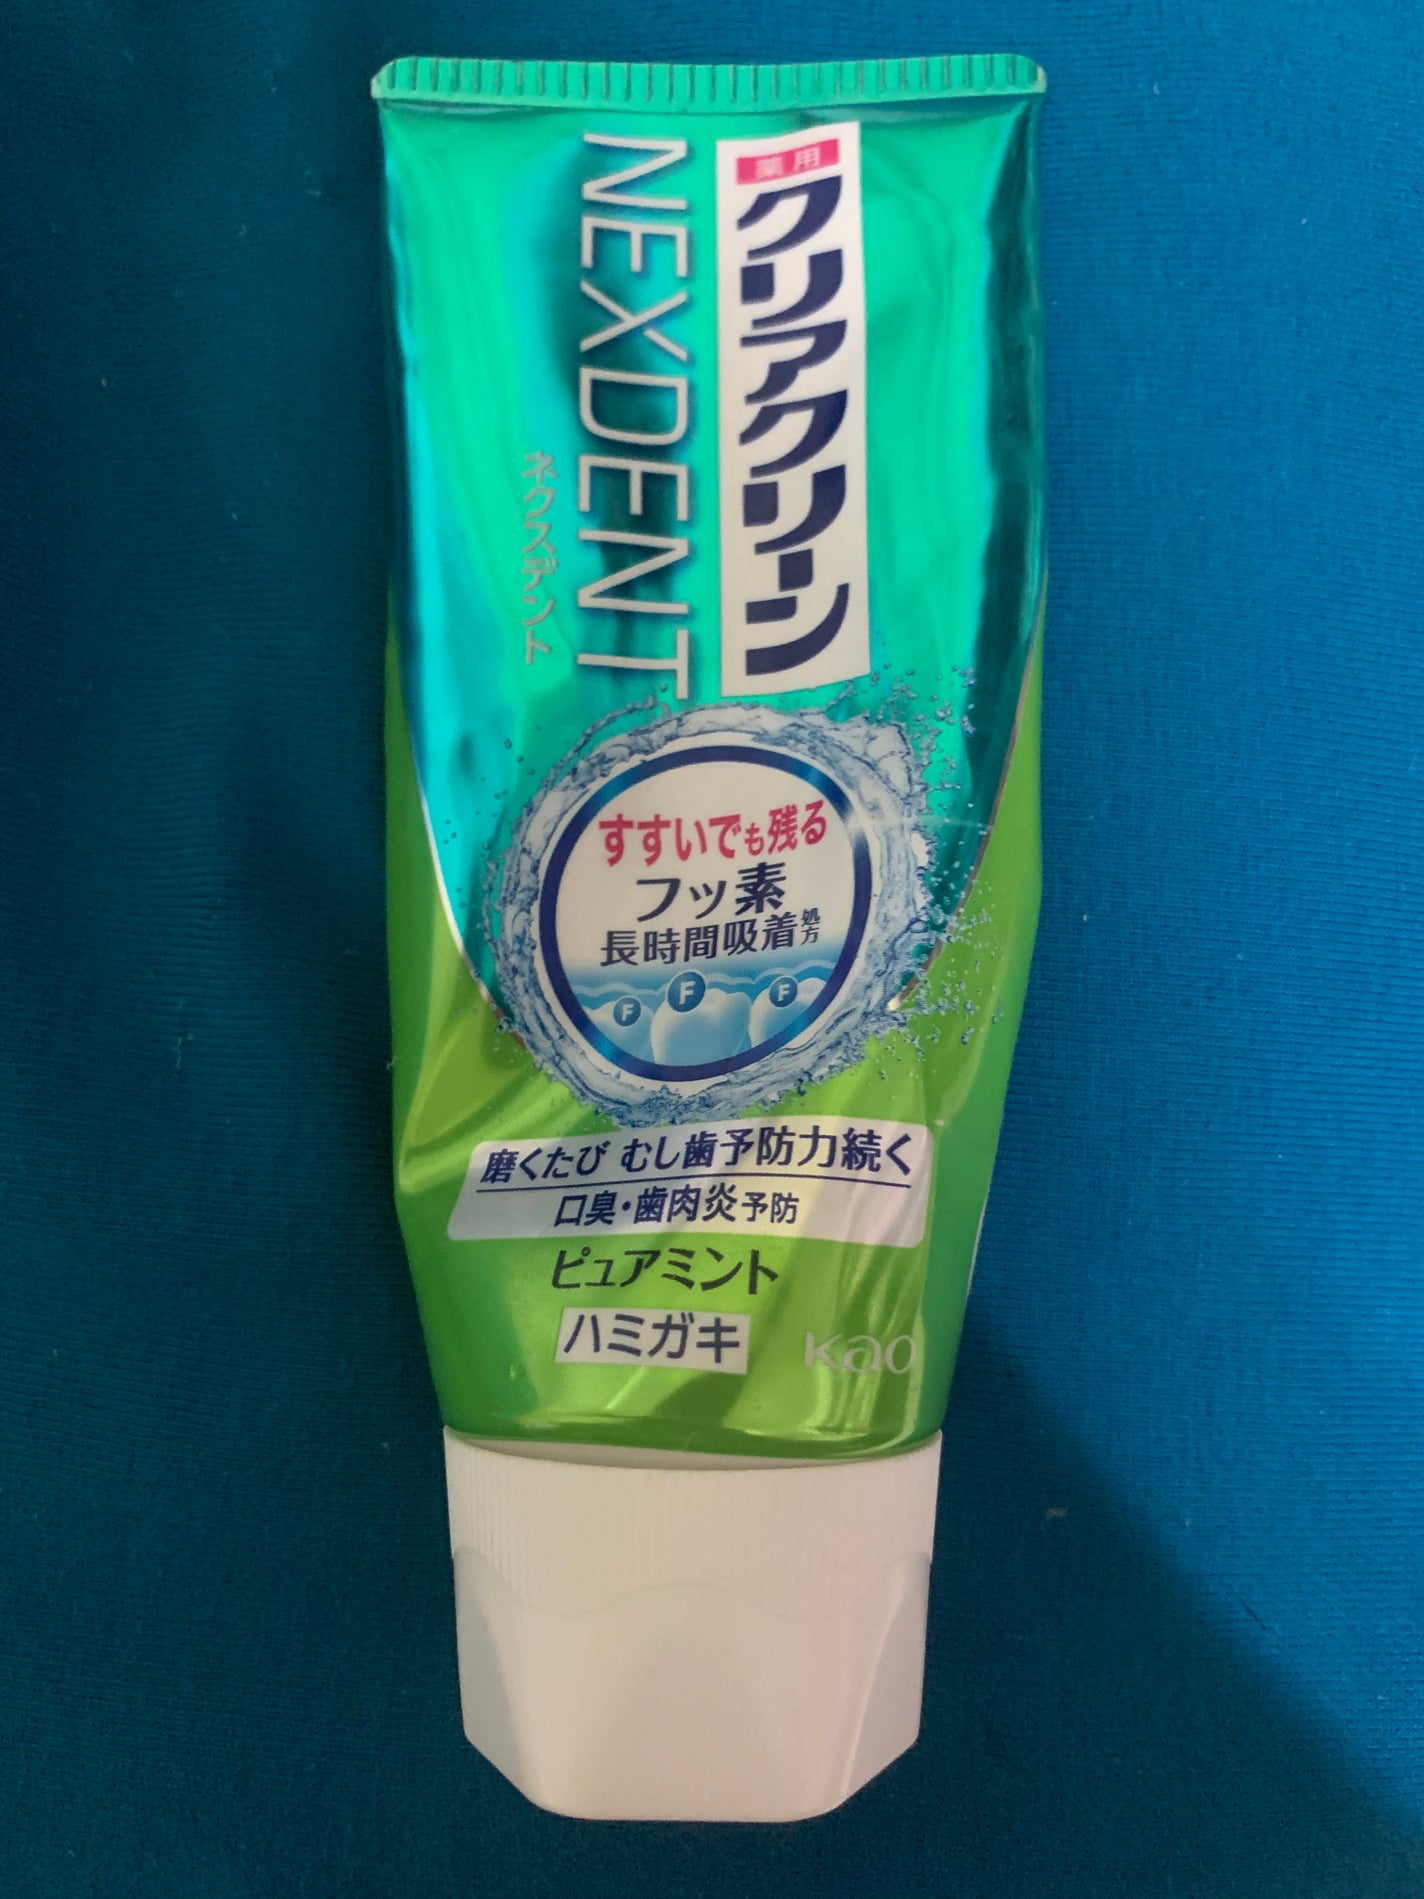 薬用
クリアクリーン
NEXDENT
ネクスデント
すすいでも残る
フッ素
長時間吸着処方
F F F
磨くたび むし歯予防力続く
口臭・歯肉炎予防
ピュアミント
ハミガキ
Kao